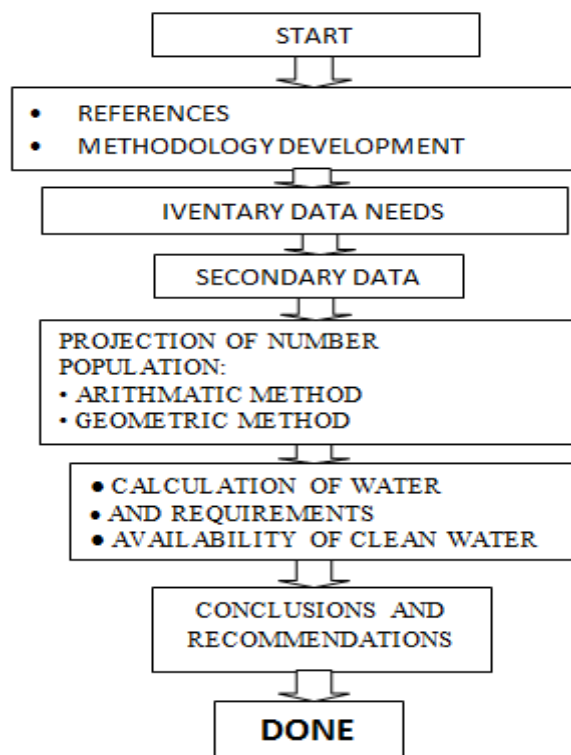 START
• REFERENCES
• METHODOLOGY DEVELOPMENT
IVENTARY DATA NEEDS
SECONDARY DATA
PROJECTION OF NUMBER
POPULATION:
• ARITHMATIC METHOD
• GEOMETRIC METHOD
● CALCULATION OF WATER
• AND REQUIREMENTS
● AVAILABILITY OF CLEAN WATER
CONCLUSIONS AND
RECOMMENDATIONS
DONE